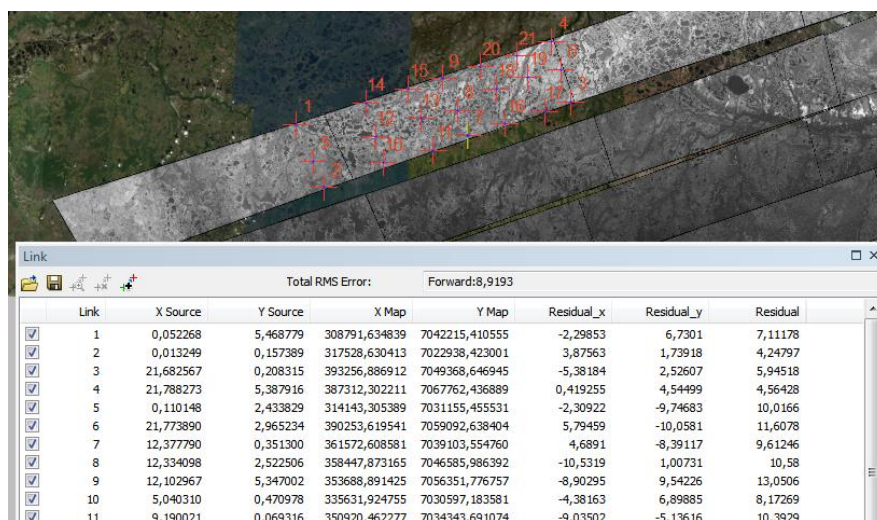 4
21
6
20
19
9
15
18
14
3
8
17
1
13
16
7
12
11
10
5
2
Link
Total RMS Error: Forward:8,9193
Link X Source Y Source X Map Y Map Residual_x Residual_y Residual
1 0,052268 5,468779 308791,634839 7042215,410555 -2,29853 6,7301 7,11178
2 0,013249 0,157389 317528,630413 7022938,423001 3,87563 1,73918 4,24797
3 21,682567 0,208315 393256,886912 7049368,646945 -5,38184 2,52607 5,94518
4 21,788273 5,387916 387312,302211 7067762,436889 0,419255 4,54499 4,56428
5 0,110148 2,433829 314143,305389 7031155,455531 -2,30922 -9,74683 10,0166
6 21,773890 2,965234 390253,619541 7059092,638404 5,79459 -10,0581 11,6078
7 12,377790 0,351300 361572,608581 7039103,554760 4,6891 -8,39117 9,61246
8 12,334098 2,522506 358447,873165 7046585,986392 -10,5319 1,00731 10,58
9 12,102967 5,347002 353688,891425 7056351,776757 -8,90295 9,54226 13,0506
10 5,040310 0,470978 335631,924755 7030597,183581 -4,38163 6,89885 8,17269
11 9,190021 0,069316 350920,462277 7034343,691074 -9,03502 -5,13616 10,3929